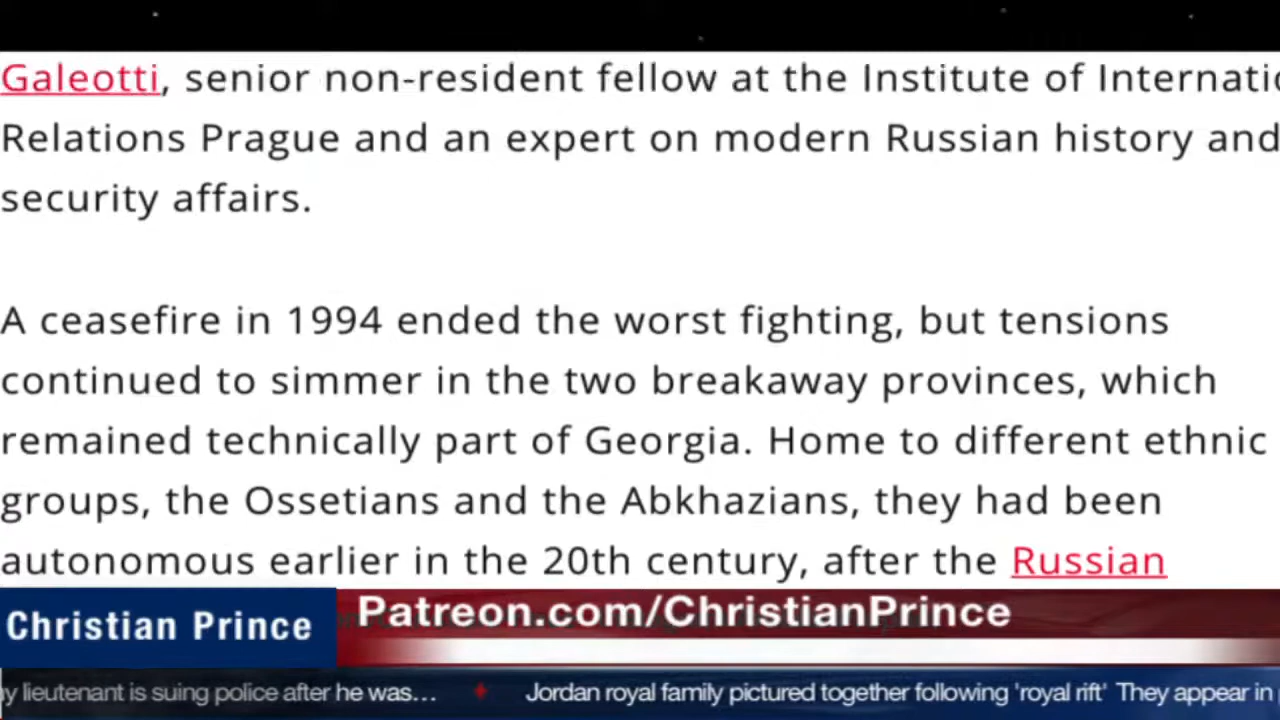 Galeotti, senior non-resident fellow at the Institute of Internatio
Relations Prague and an expert on modern Russian history and
security affairs.
A ceasefire in 1994 ended the worst fighting, but tensions
continued to simmer in the two breakaway provinces, which
remained technically part of Georgia. Home to different ethnic
groups, the Ossetians and the Abkhazians, they had been
autonomous earlier in the 20th century, after the Russian
Christian Prince
Patreon.com/ChristianPrince
y lieutenant is suing police after he was... Jordan royal family pictured together following 'royal rift' They appear in